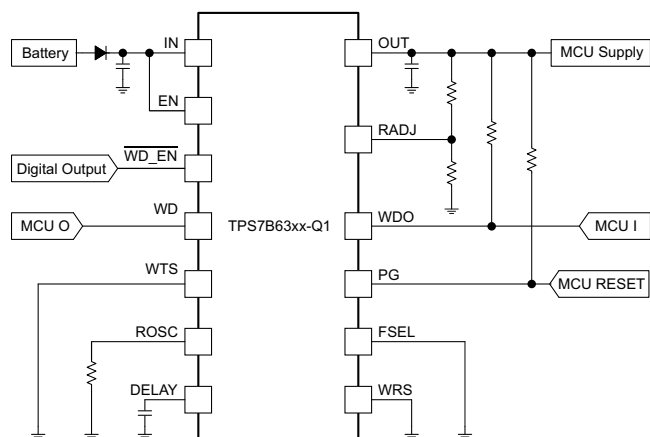 IN
OUT
Battery
MCU Supply
EN
RADJ
W̅D̅_̅E̅N̅
Digital Output
WD
TPS7B63xx-Q1
WDO
MCU O
MCU I
WTS
PG
MCU RESET
ROSC
FSEL
DELAY
WRS